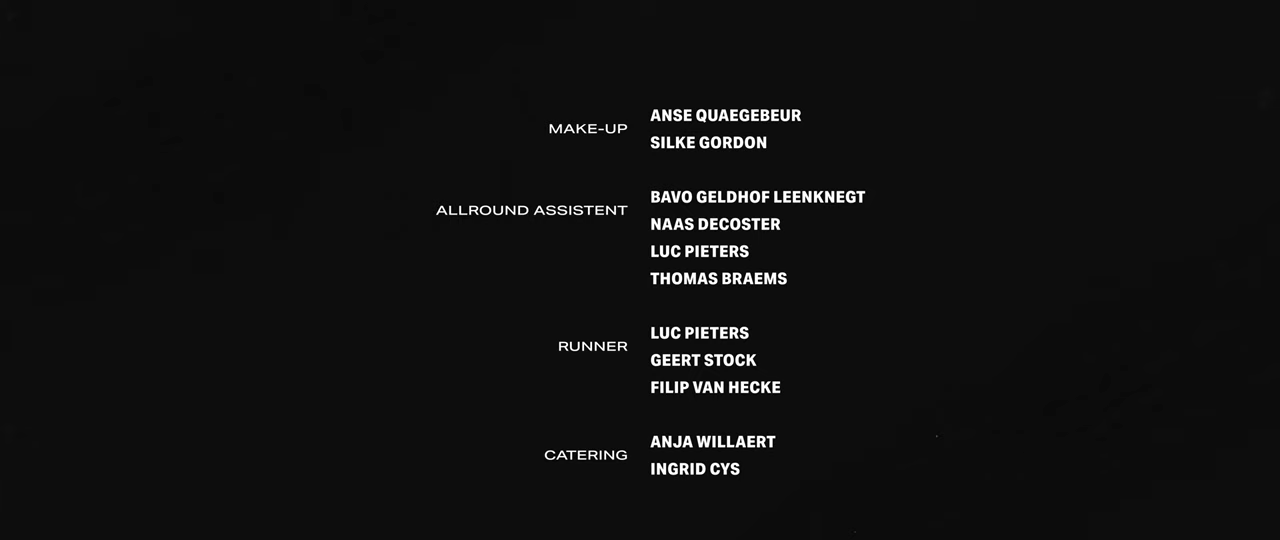 MAKE-UP
ANSE QUAEGEBEUR
SILKE GORDON
ALLROUND ASSISTENT
BAVO GELDHOF LEENKNEGT
NAAS DECOSTER
LUC PIETERS
THOMAS BRAEMS
RUNNER
LUC PIETERS
GEERT STOCK
FILIP VAN HECKE
CATERING
ANJA WILLAERT
INGRID CYS